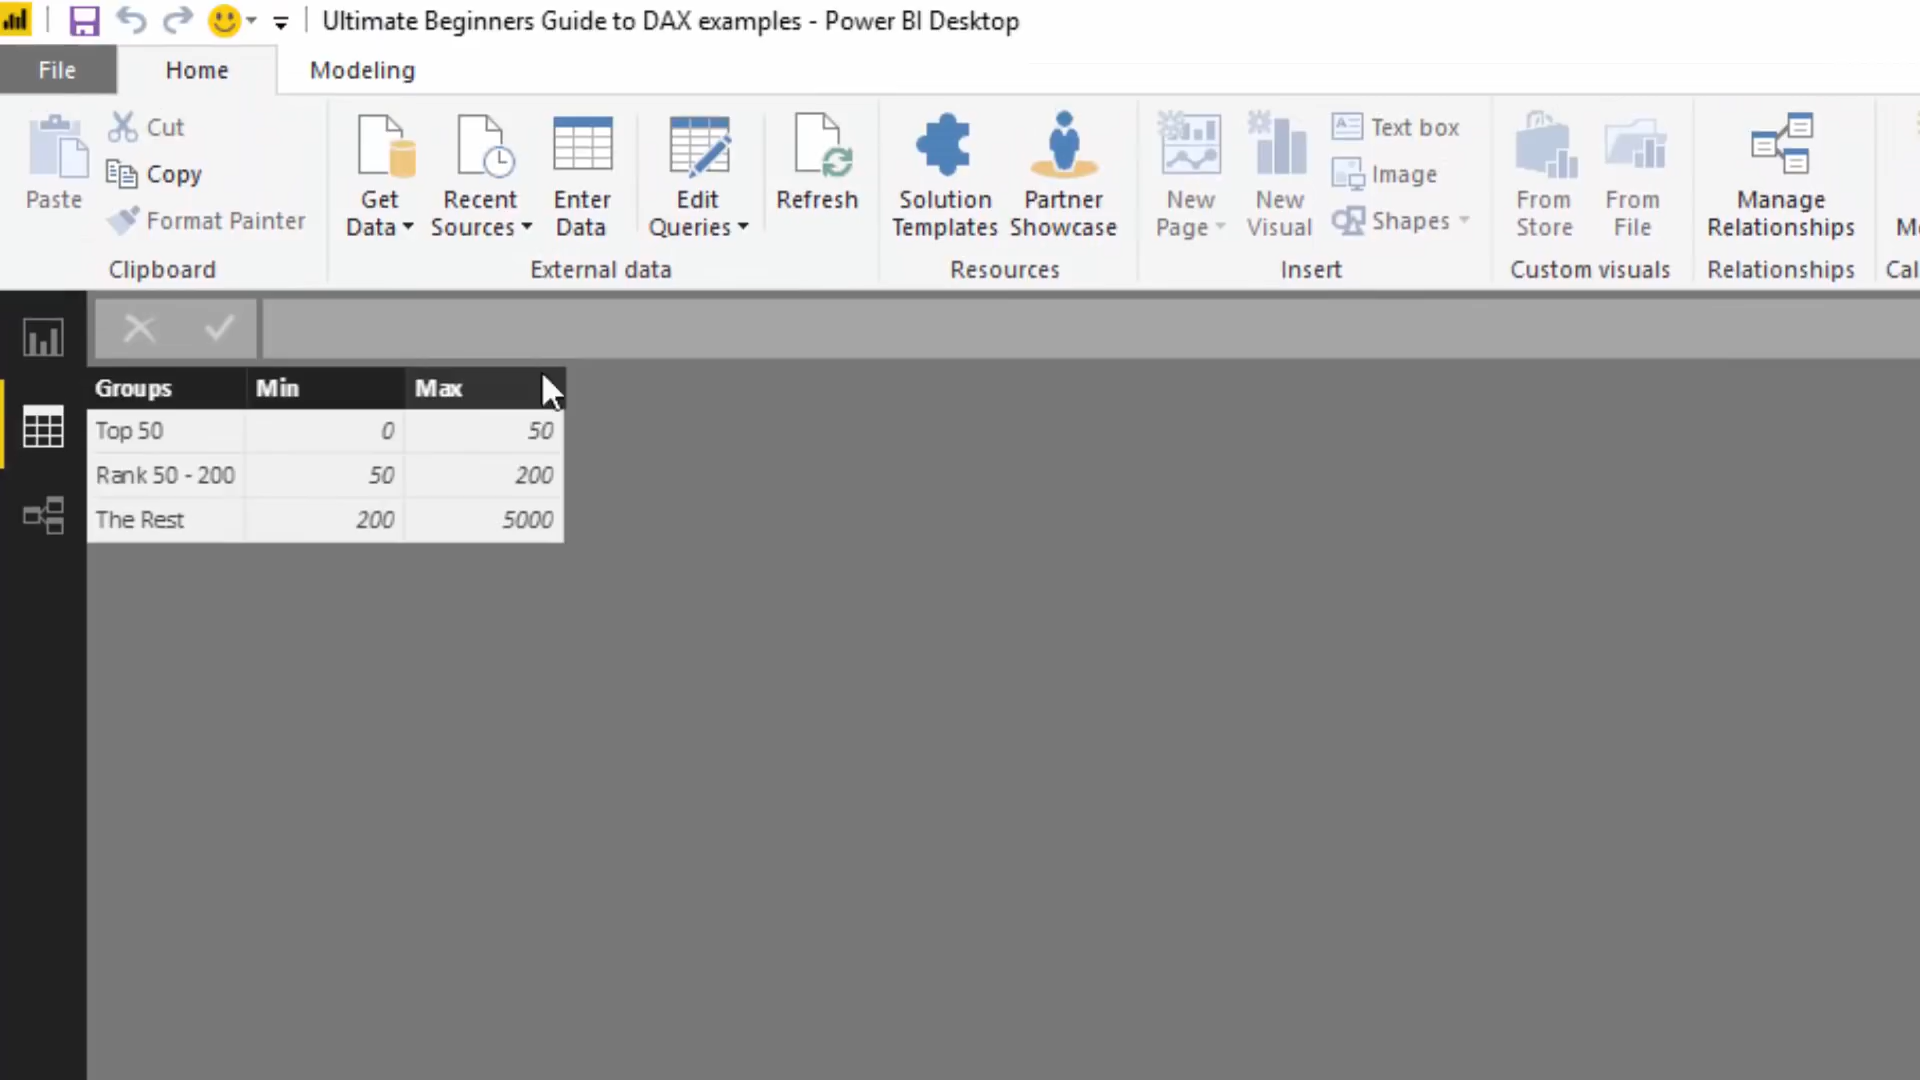 Ultimate Beginners Guide to DAX examples - Power BI Desktop
File Home Modeling
Paste
Cut
Copy
Format Painter
Clipboard
Get Data
Recent Sources
Enter Data
Edit Queries
Refresh
External data
Solution Templates
Partner Showcase
Resources
New Page
New Visual
Text box
Image
Shapes
Insert
From Store
From File
Custom visuals
Manage Relationships
Relationships
Groups Min Max
Top 50 0 50
Rank 50 - 200 50 200
The Rest 200 5000